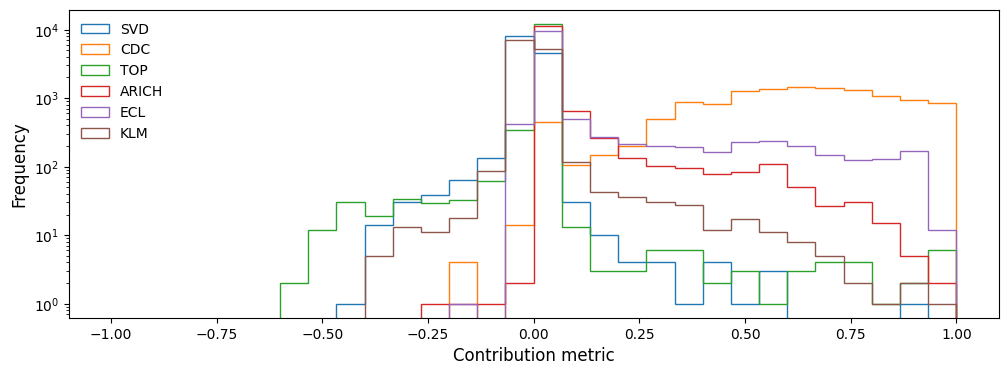 10⁴
10³
10²
10¹
10⁰
Frequency
SVD
CDC
TOP
ARICH
ECL
KLM
−1.00 −0.75 −0.50 −0.25 0.00 0.25 0.50 0.75 1.00
Contribution metric